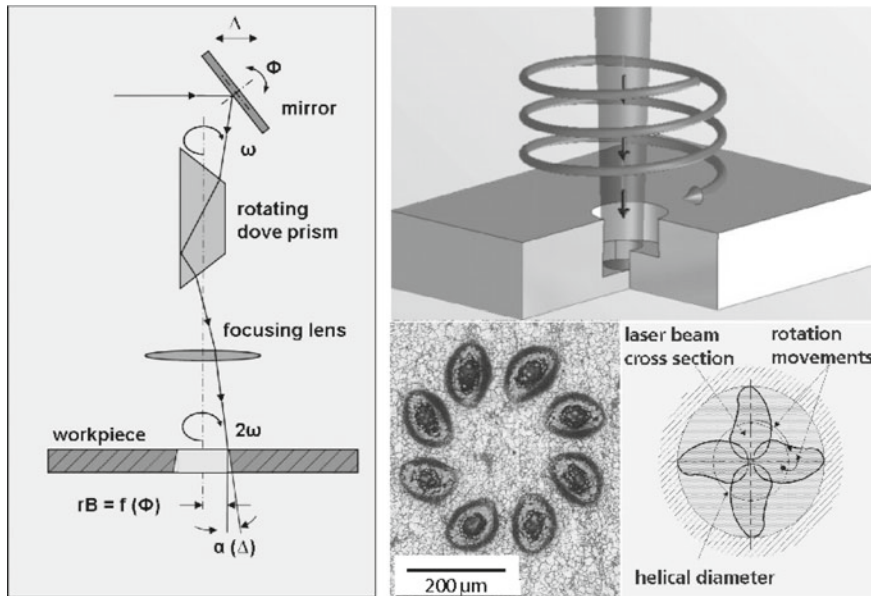 Δ
Φ
mirror
ω
rotating
dove prism
focusing lens
2ω
workpiece
rB = f (Φ)
α (Δ)
200 µm
laser beam
cross section
rotation
movements
helical diameter